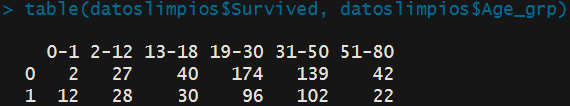 > table(datoslimpios$Survived, datoslimpios$Age_grp)
0-1 2-12 13-18 19-30 31-50 51-80
0 2 27 40 174 139 42
1 12 28 30 96 102 22